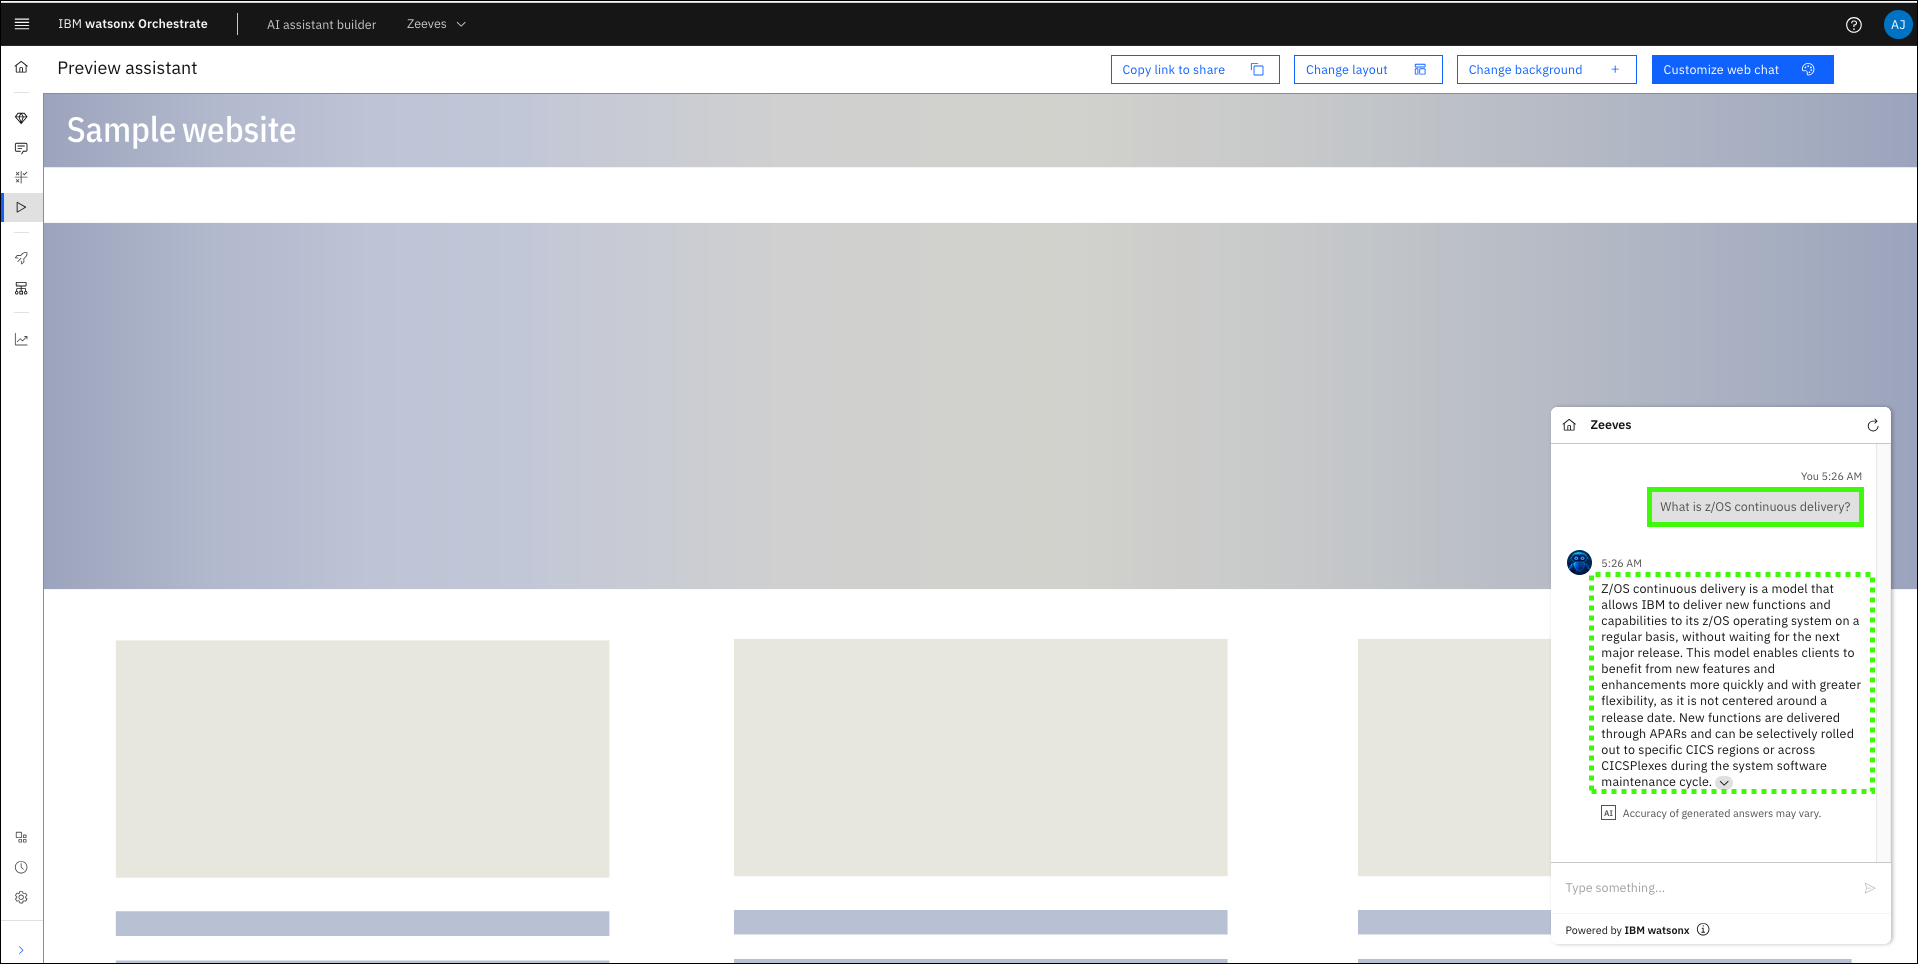 IBM watsonx Orchestrate
AI assistant builder
Zeeves
AJ
Preview assistant
Copy link to share
Change layout
Change background
Customize web chat
Sample website
Zeeves
You 5:26 AM
What is z/OS continuous delivery?
5:26 AM
Z/OS continuous delivery is a model that
allows IBM to deliver new functions and
capabilities to its z/OS operating system on a
regular basis, without waiting for the next
major release. This model enables clients to
benefit from new features and
enhancements more quickly and with greater
flexibility, as it is not centered around a
release date. New functions are delivered
through APARs and can be selectively rolled
out to specific CICS regions or across
CICSPlexes during the system software
maintenance cycle.
AI Accuracy of generated answers may vary.
Type something...
Powered by IBM watsonx